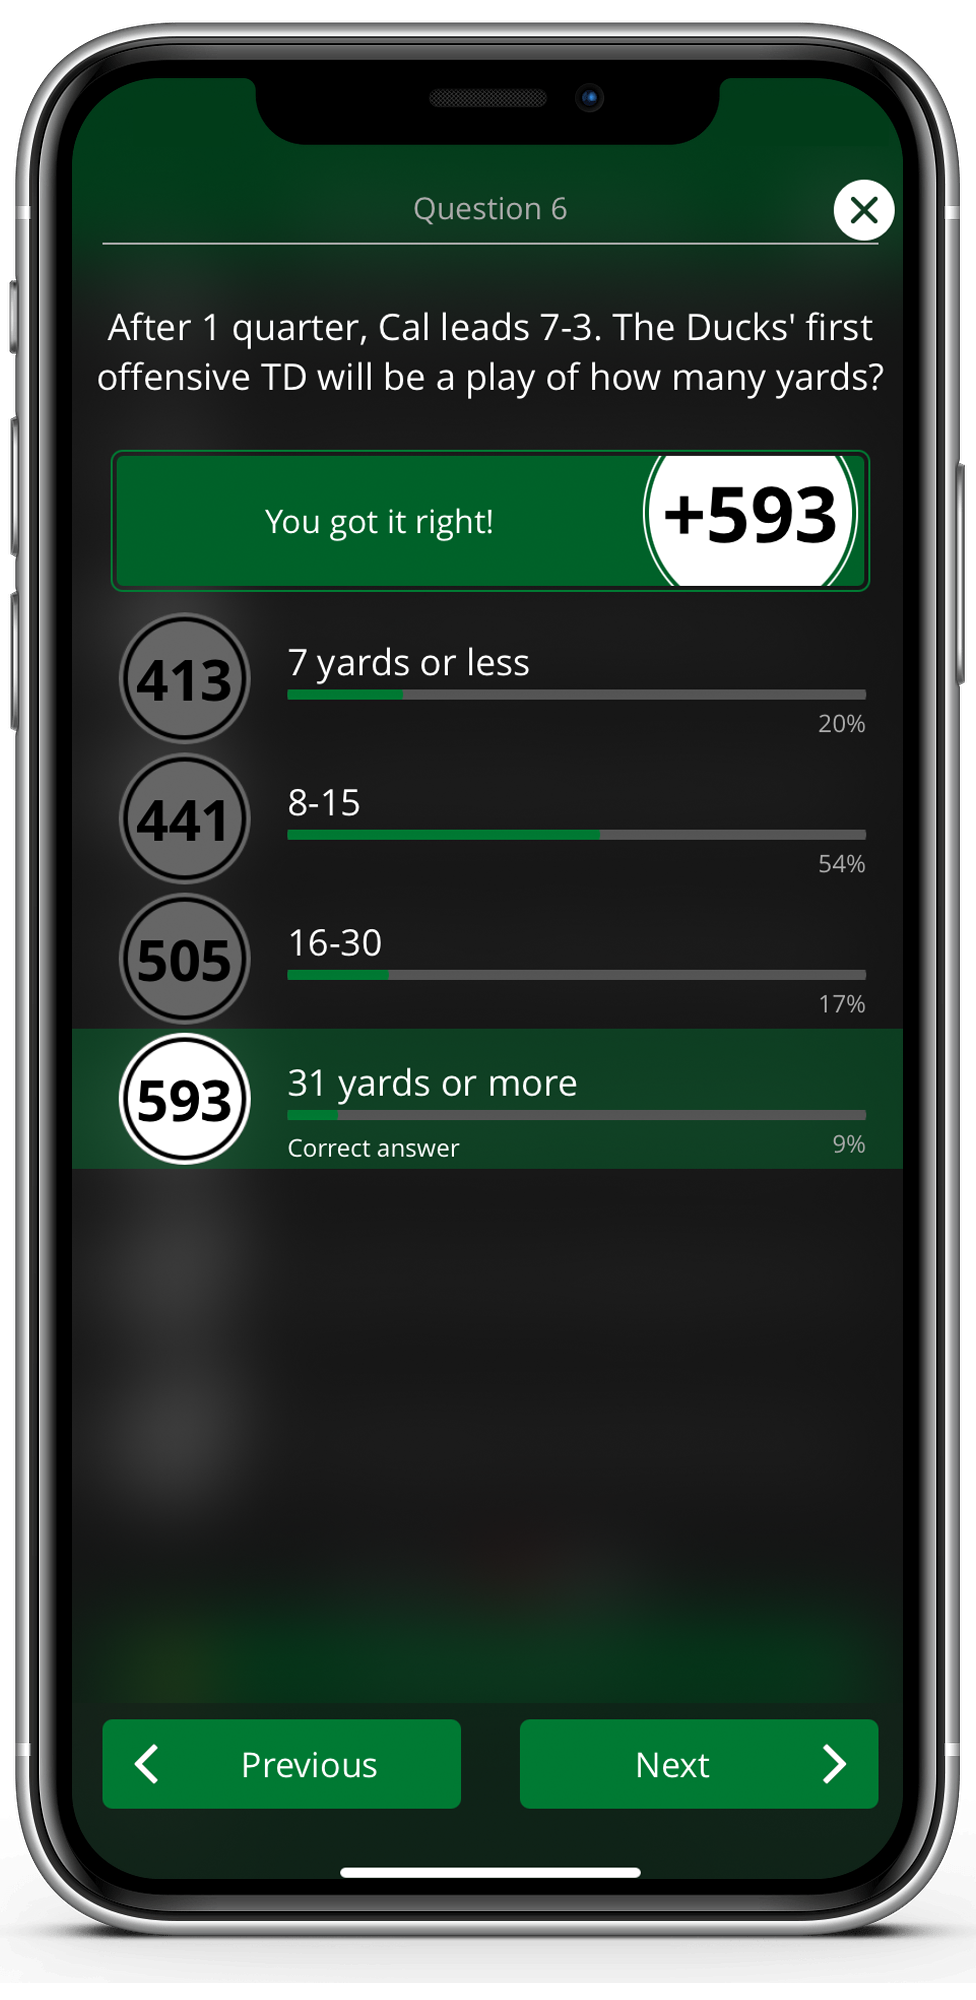 Question 6
After 1 quarter, Cal leads 7-3. The Ducks' first
offensive TD will be a play of how many yards?
You got it right!
+593
413
7 yards or less
20%
441
8-15
54%
505
16-30
17%
593
31 yards or more
Correct answer
9%
Previous
Next